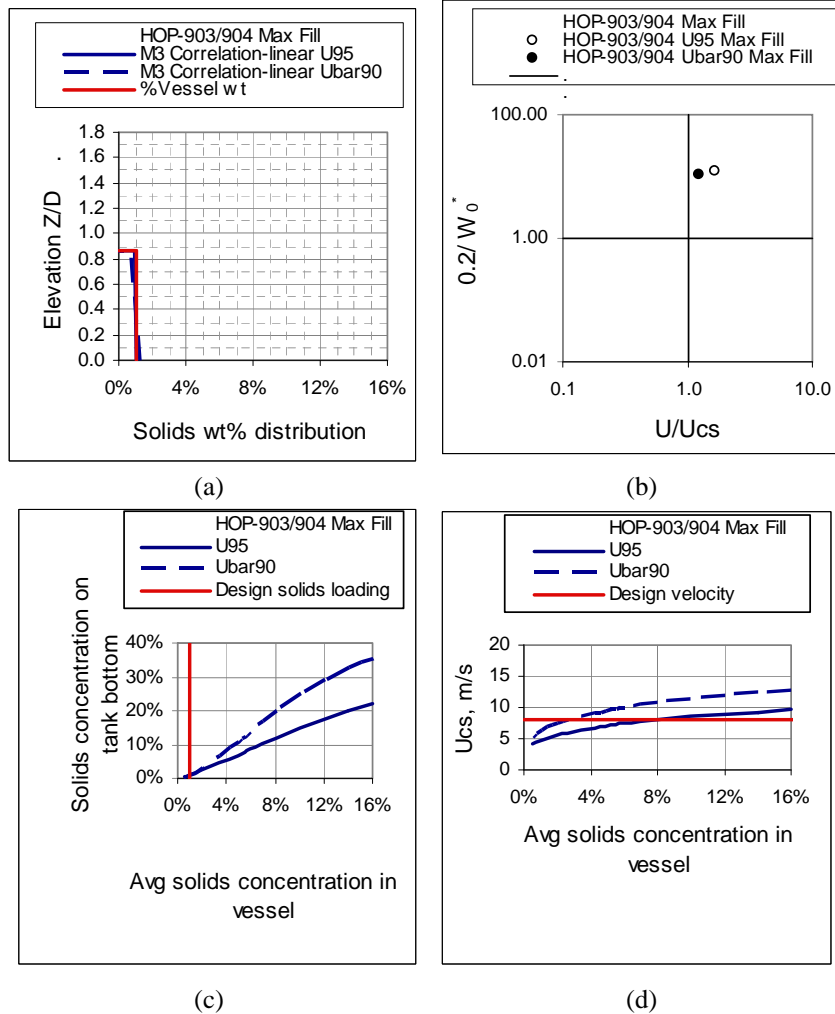 HOP-903/904 Max Fill
M3 Correlation-linear U95
M3 Correlation-linear Ubar90
%Vessel wt
1.8
1.6
1.4
1.2
1.0
0.8
0.6
0.4
0.2
0.0
Elevation Z/D
0% 4% 8% 12% 16%
Solids wt% distribution
(a)
HOP-903/904 Max Fill
HOP-903/904 U95 Max Fill
HOP-903/904 Ubar90 Max Fill
100.00
1.00
0.01
0.2/ W0*
0.1 1.0 10.0
U/Ucs
(b)
HOP-903/904 Max Fill
U95
Ubar90
Design solids loading
40%
30%
20%
10%
0%
Solids concentration on
tank bottom
0% 4% 8% 12% 16%
Avg solids concentration in
vessel
(c)
HOP-903/904 Max Fill
U95
Ubar90
Design velocity
20
15
10
5
0
Ucs, m/s
0% 4% 8% 12% 16%
Avg solids concentration in
vessel
(d)